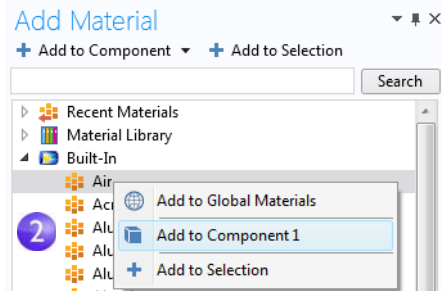 Add Material
Add to Component Add to Selection
Search
Recent Materials
Material Library
Built-In
Air
Add to Global Materials
2
Add to Component 1
Add to Selection